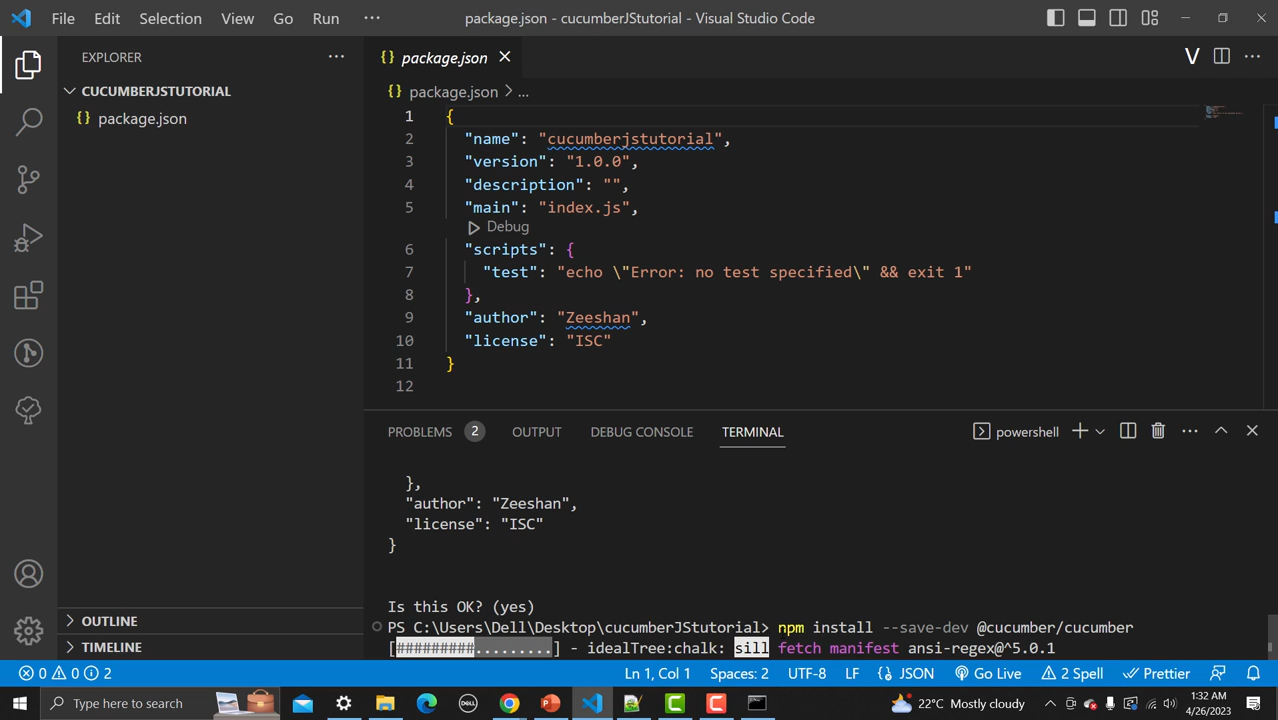 File Edit Selection View Go Run ··· package.json - cucumberJStutorial - Visual Studio Code
EXPLORER ···
CUCUMBERJSTUTORIAL
{} package.json
{} package.json
V
{} package.json > ...
1 {
2 "name": "cucumberjstutorial",
3 "version": "1.0.0",
4 "description": "",
5 "main": "index.js",
Debug
6 "scripts": {
7 "test": "echo \"Error: no test specified\" && exit 1"
8 },
9 "author": "Zeeshan",
10 "license": "ISC"
11 }
12
PROBLEMS 2 OUTPUT DEBUG CONSOLE TERMINAL powershell
},
"author": "Zeeshan",
"license": "ISC"
}
Is this OK? (yes)
PS C:\Users\Dell\Desktop\cucumberJStutorial> npm install --save-dev @cucumber/cucumber
[#########.........] - idealTree:chalk: sill fetch manifest ansi-regex@^5.0.1
OUTLINE
TIMELINE
0 0 2 Ln 1, Col 1 Spaces: 2 UTF-8 LF {} JSON Go Live 2 Spell Prettier
Type here to search
DELL
22°C Mostly cloudy
1:32 AM
4/26/2023